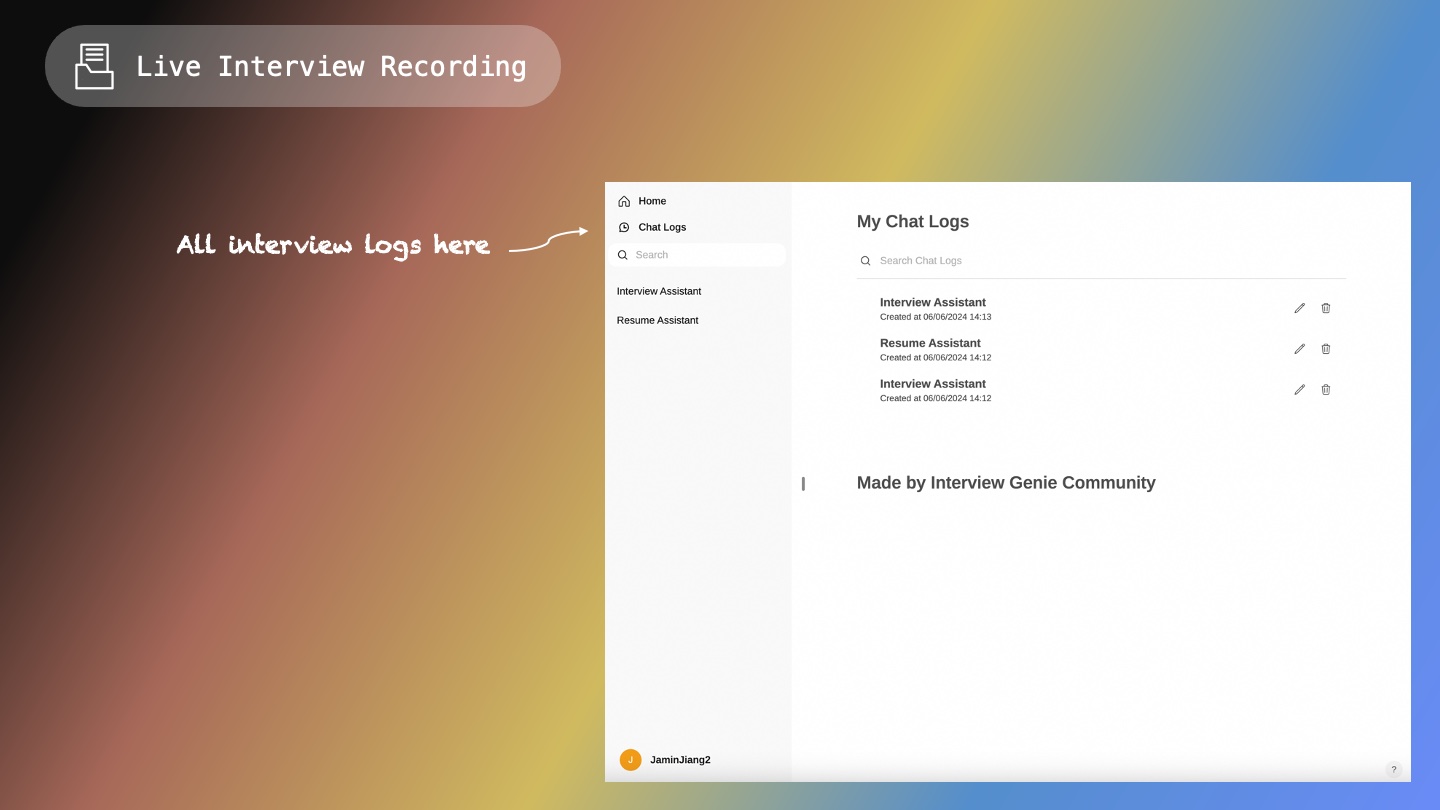 Live Interview Recording
All interview logs here
Home
Chat Logs
Search
Interview Assistant
Resume Assistant
JaminJiang2
J
My Chat Logs
Search Chat Logs
Interview Assistant
Created at 06/06/2024 14:13
Resume Assistant
Created at 06/06/2024 14:12
Interview Assistant
Created at 06/06/2024 14:12
Made by Interview Genie Community
?